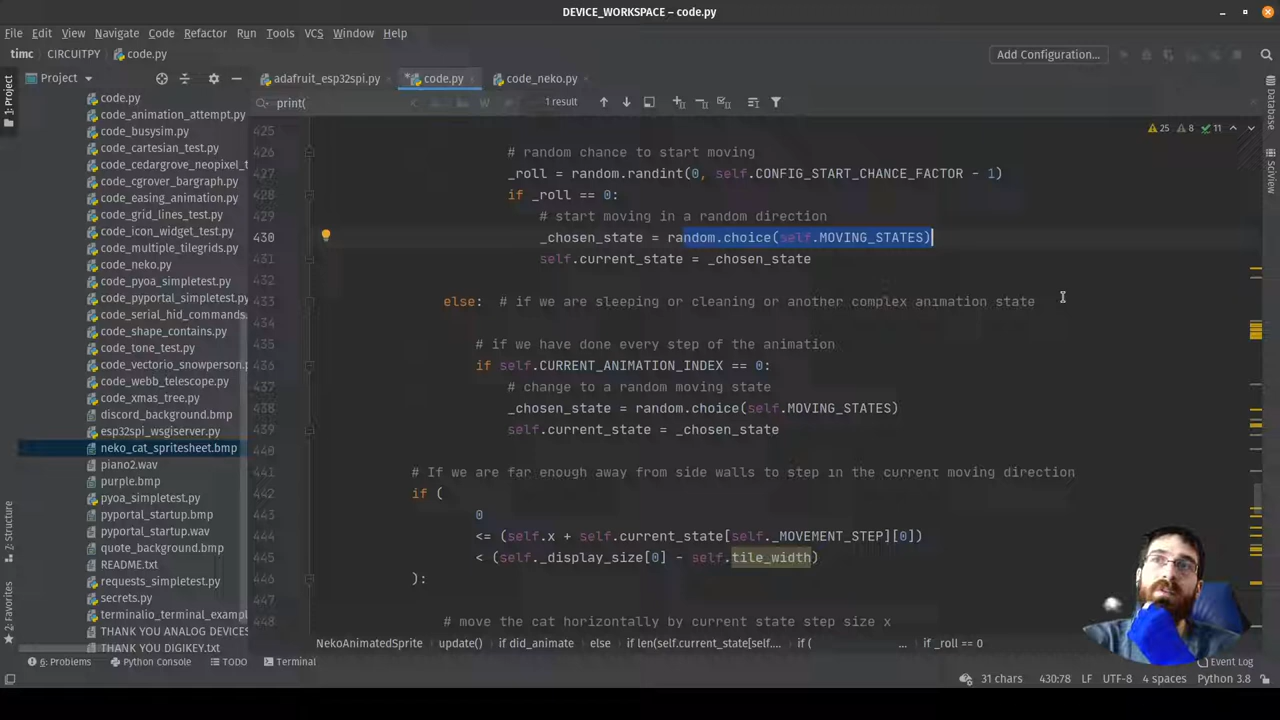 DEVICE_WORKSPACE – code.py
File Edit View Navigate Code Refactor Run Tools VCS Window Help
timc CIRCUITPY code.py Add Configuration...
Project adafruit_esp32spi.py code.py code_neko.py
print( 1 result
25 8 11
code.py
code_animation_attempt.py
code_busysim.py
code_cartesian_test.py
code_cedargrove_neopixel_t
code_cgrover_bargraph.py
code_easing_animation.py
code_grid_lines_test.py
code_icon_widget_test.py
code_multiple_tilegrids.py
code_neko.py
code_pyoa_simpletest.py
code_pyportal_simpletest.py
code_serial_hid_commands.
code_shape_contains.py
code_tone_test.py
code_vectorio_snowperson.p
code_webb_telescope.py
code_xmas_tree.py
discord_background.bmp
esp32spi_wsgiserver.py
neko_cat_spritesheet.bmp
piano2.wav
purple.bmp
pyoa_simpletest.py
pyportal_startup.bmp
pyportal_startup.wav
quote_background.bmp
README.txt
requests_simpletest.py
secrets.py
terminalio_terminal_examp
THANK YOU ANALOG DEVICES
THANK YOU DIGIKEY.txt
425
426 # random chance to start moving
427 _roll = random.randint(0, self.CONFIG_START_CHANCE_FACTOR - 1)
428 if _roll == 0:
429 # start moving in a random direction
430 _chosen_state = random.choice(self.MOVING_STATES)
431 self.current_state = _chosen_state
432
433 else: # if we are sleeping or cleaning or another complex animation state
434
435 # if we have done every step of the animation
436 if self.CURRENT_ANIMATION_INDEX == 0:
437 # change to a random moving state
438 _chosen_state = random.choice(self.MOVING_STATES)
439 self.current_state = _chosen_state
440
441 # If we are far enough away from side walls to step in the current moving direction
442 if (
443 0
444 <= (self.x + self.current_state[self._MOVEMENT_STEP][0])
445 < (self._display_size[0] - self.tile_width)
446 ):
447
448 # move the cat horizontally by current state step size x
NekoAnimatedSprite update() if did_animate else if len(self.current_state[self.... if ( ... if _roll == 0
1: Project
7: Structure
2: Favorites
Database
SciView
6: Problems Python Console TODO Terminal Event Log
31 chars 430:78 LF UTF-8 4 spaces Python 3.8